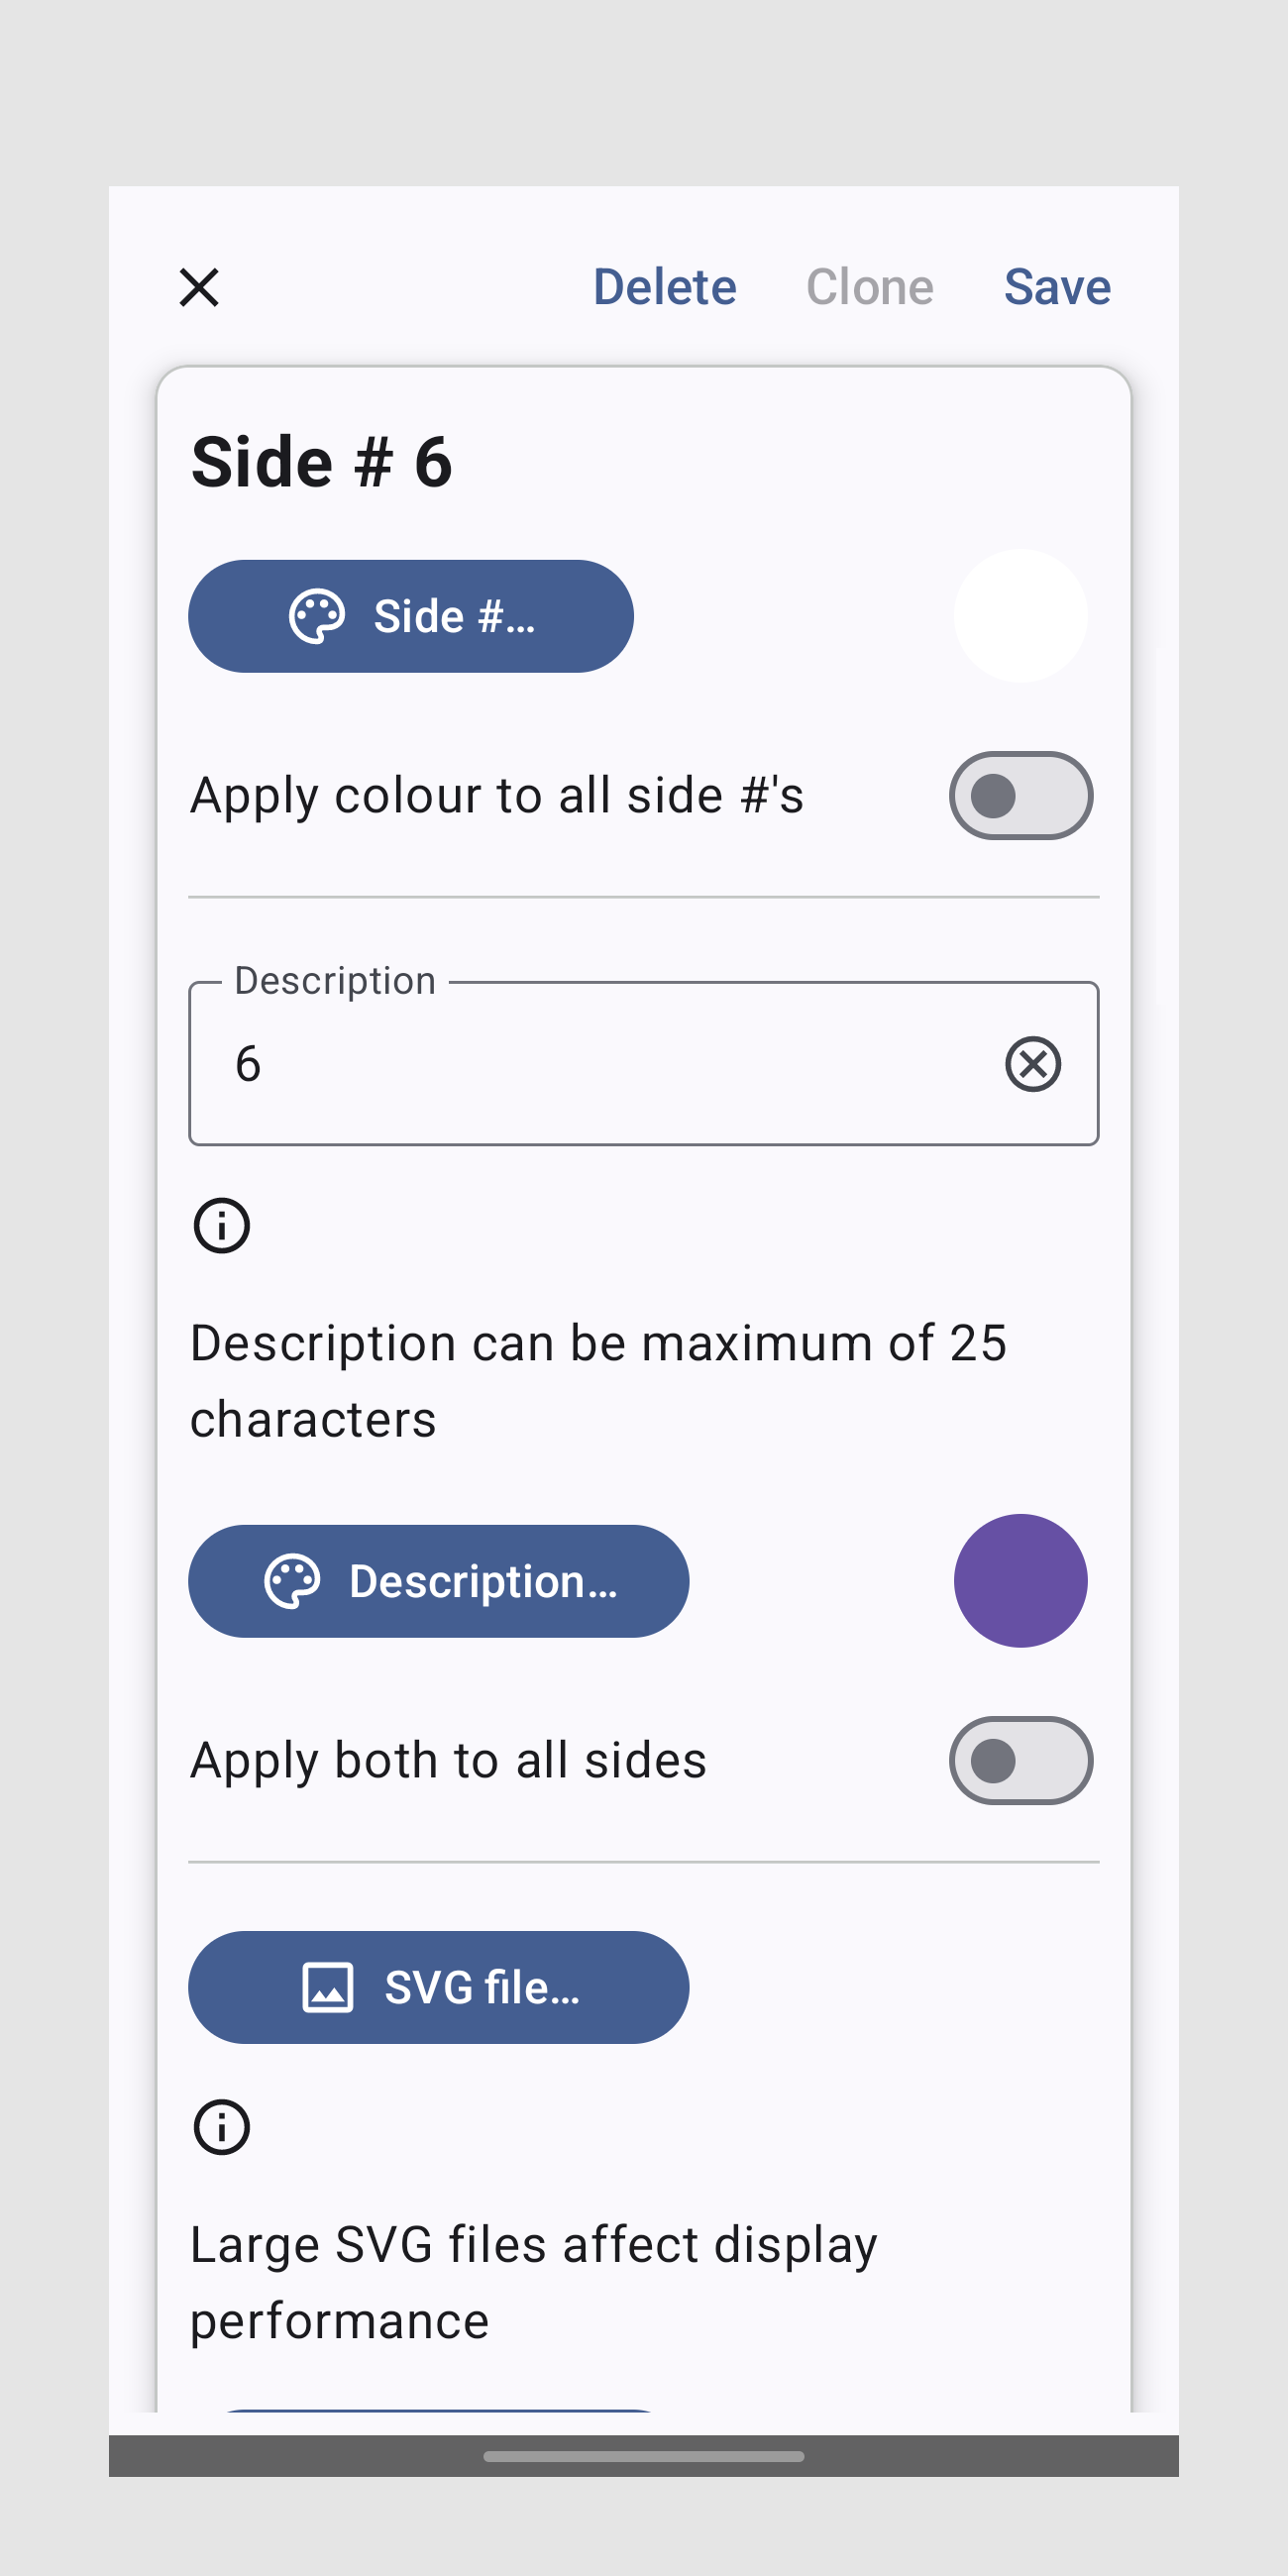 Delete Clone Save
Side # 6
Side #…
Apply colour to all side #'s
Description
6
Description can be maximum of 25
characters
Description…
Apply both to all sides
SVG file…
Large SVG files affect display
performance